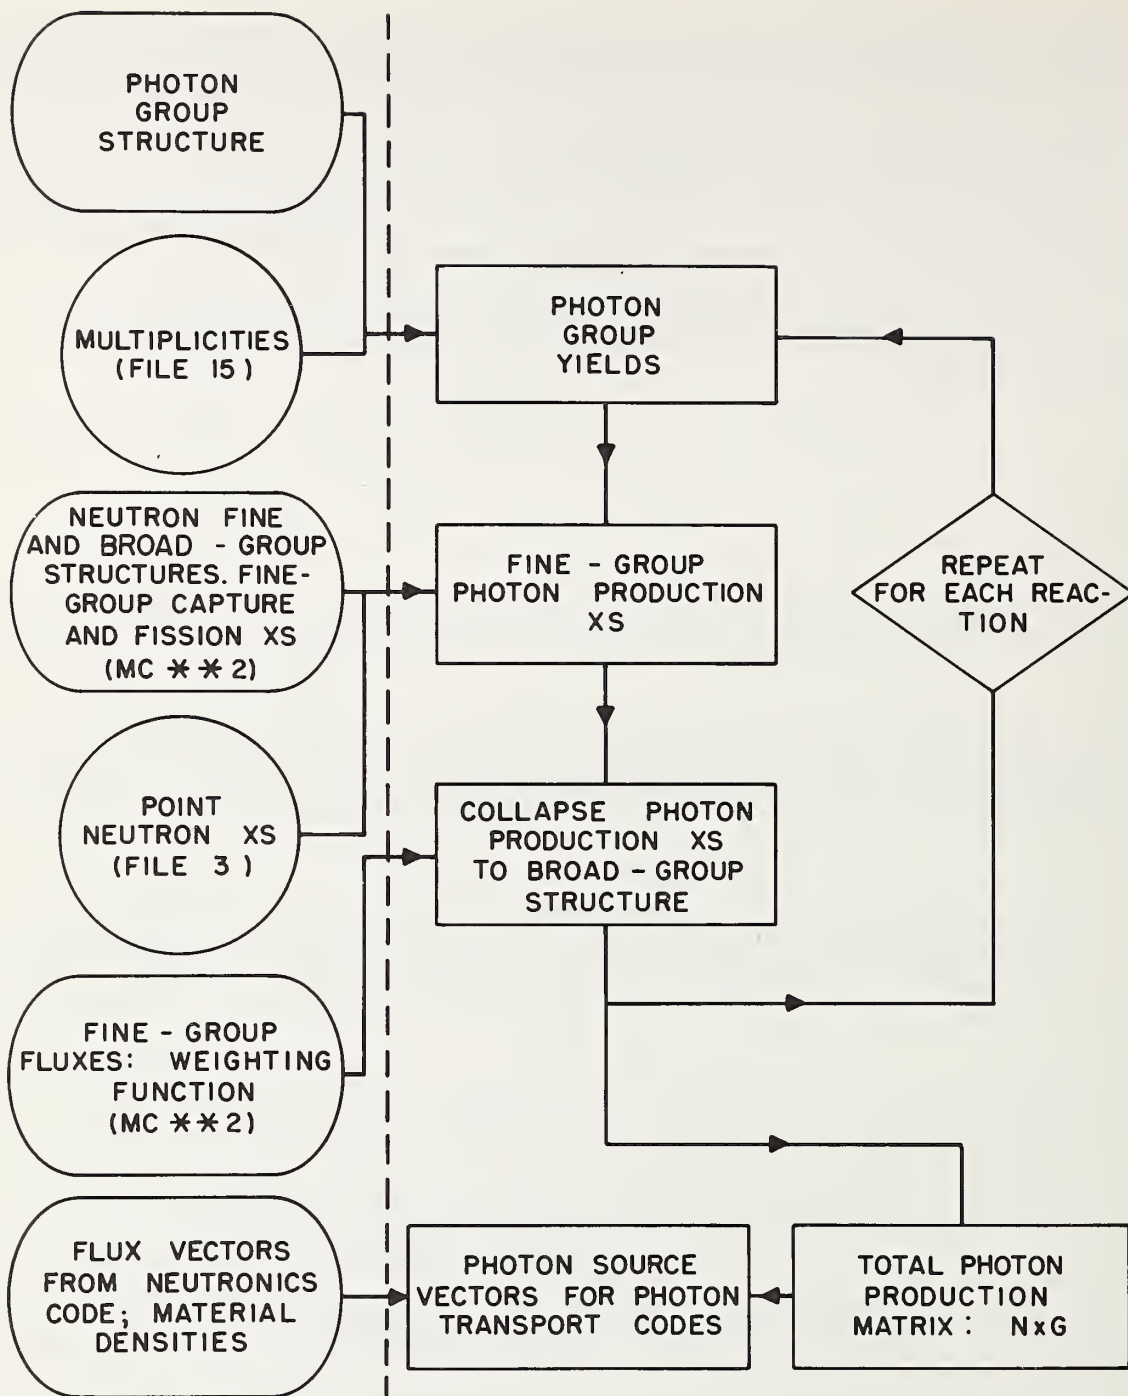 PHOTON
GROUP
STRUCTURE
MULTIPLICITIES
(FILE 15)
PHOTON
GROUP
YIELDS
NEUTRON FINE
AND BROAD - GROUP
STRUCTURES. FINE-
GROUP CAPTURE
AND FISSION XS
(MC **2)
FINE - GROUP
PHOTON PRODUCTION
XS
REPEAT
FOR EACH REAC-
TION
POINT
NEUTRON XS
(FILE 3)
COLLAPSE PHOTON
PRODUCTION XS
TO BROAD - GROUP
STRUCTURE
FINE - GROUP
FLUXES: WEIGHTING
FUNCTION
(MC **2)
FLUX VECTORS
FROM NEUTRONICS
CODE; MATERIAL
DENSITIES
PHOTON SOURCE
VECTORS FOR PHOTON
TRANSPORT CODES
TOTAL PHOTON
PRODUCTION
MATRIX: NxG